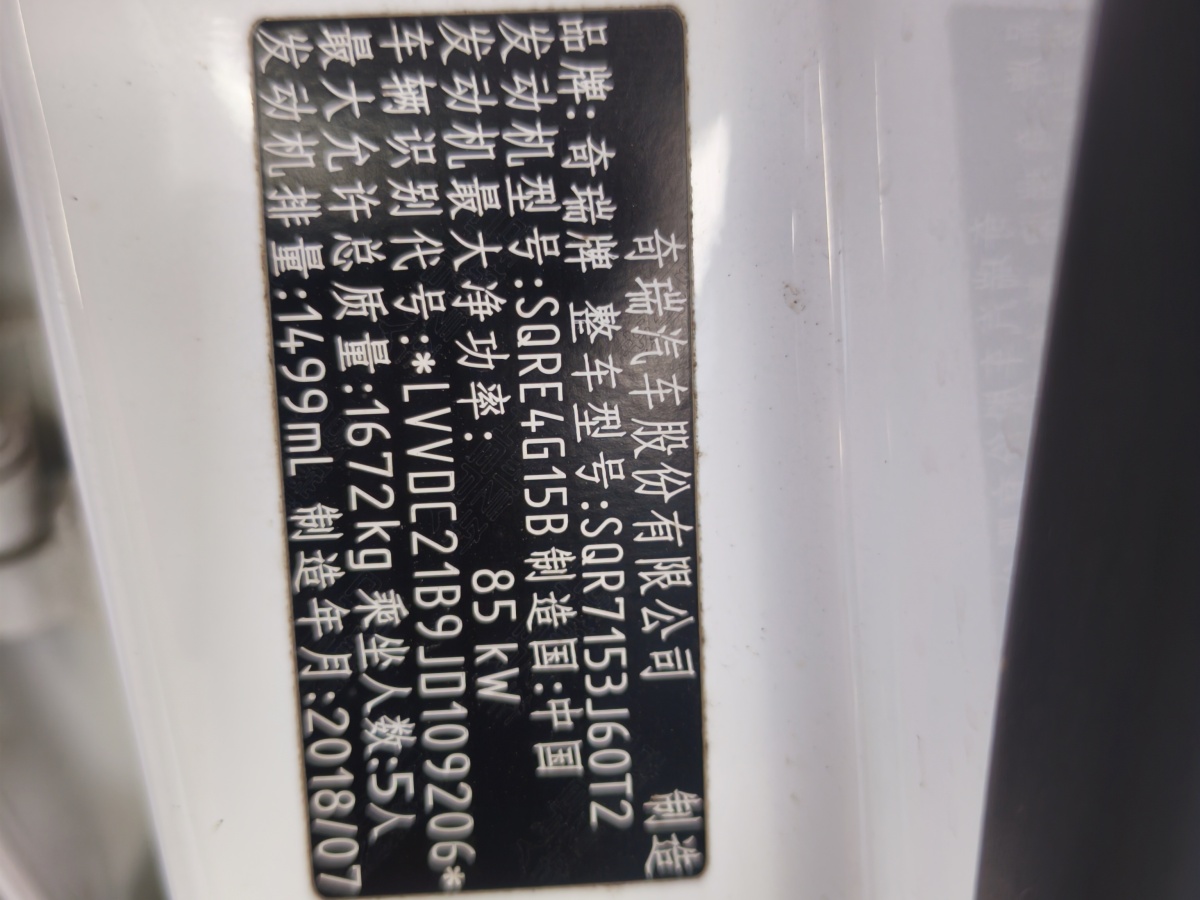 奇瑞汽车股份有限公司 制造
品牌:奇瑞牌 整车型号:SQR7153J60T2
发动机型号:SQRE4G15B 制造国:中国
发动机最大净功率: 85 kW
车辆识别代号:*LVVDC21B9JD109206*
最大允许总质量:1672kg 乘坐人数:5人
发动机排量:1499mL 制造年月:2018/07